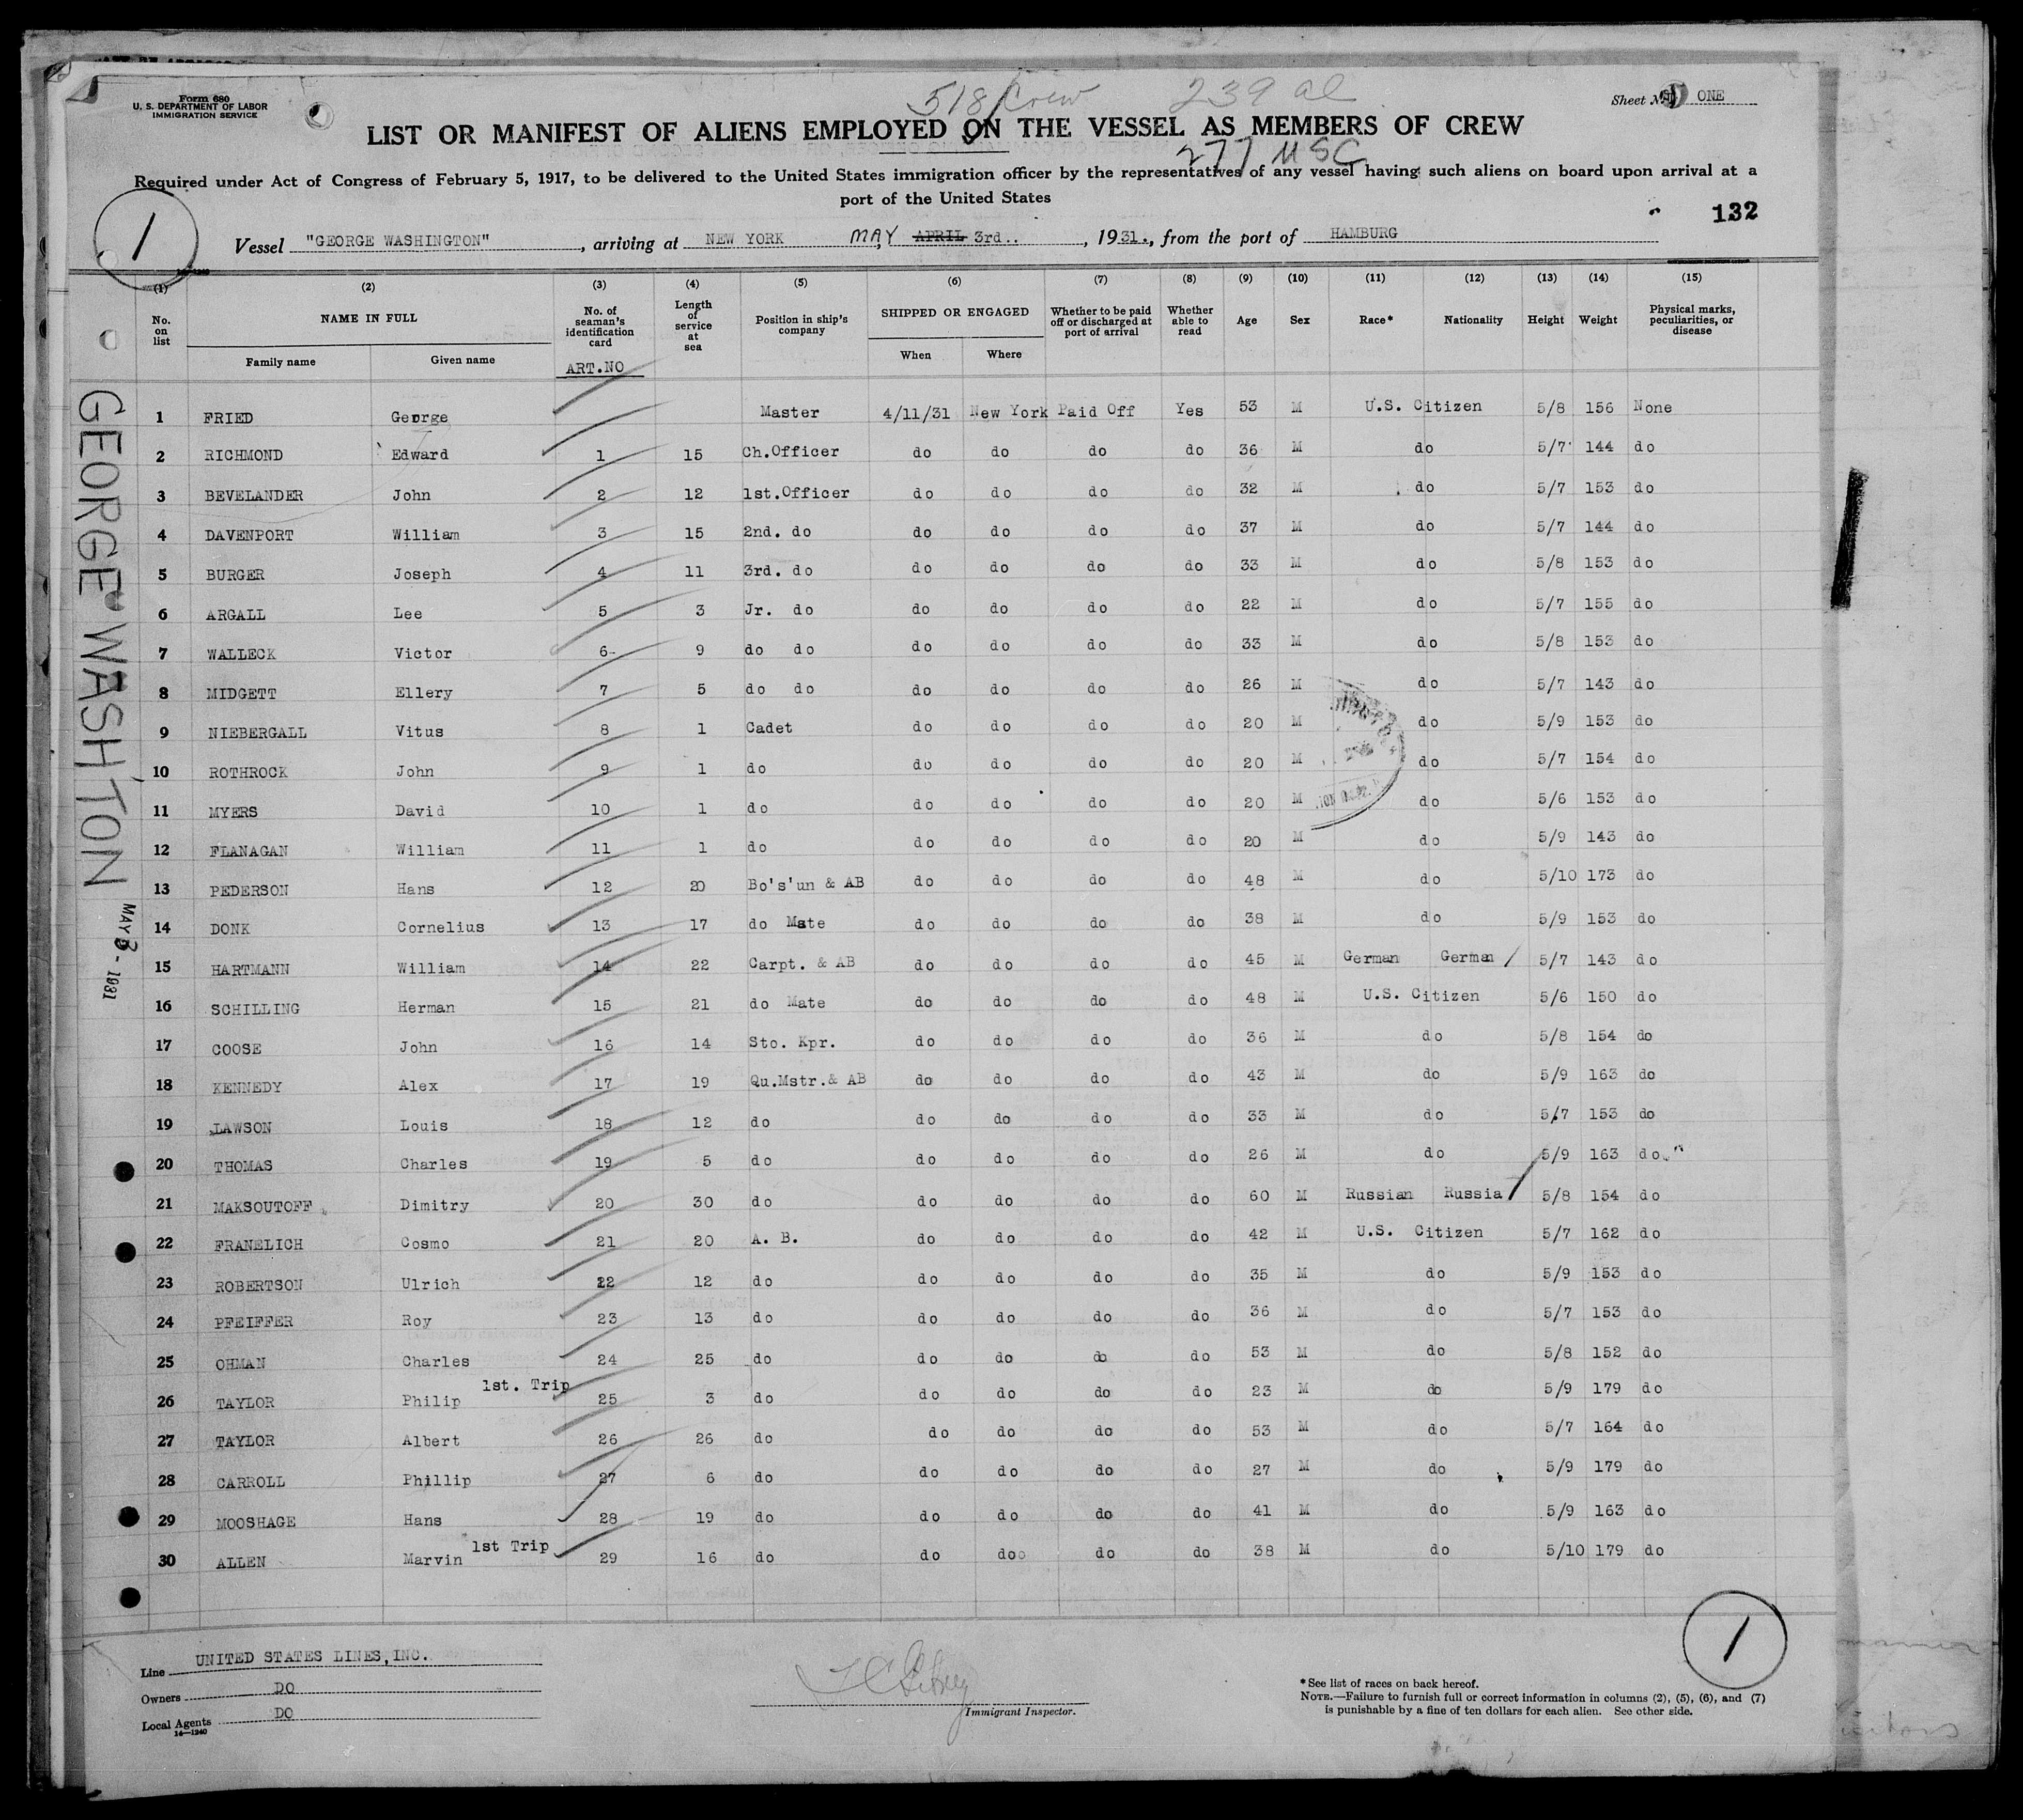 518 Crew 239 al
Form 680
U. S. DEPARTMENT OF LABOR
IMMIGRATION SERVICE
Sheet No. ONE
LIST OR MANIFEST OF ALIENS EMPLOYED ON THE VESSEL AS MEMBERS OF CREW
277 USC
Required under Act of Congress of February 5, 1917, to be delivered to the United States immigration officer by the representatives of any vessel having such aliens on board upon arrival at a
port of the United States
1
132
Vessel "GEORGE WASHINGTON", arriving at NEW YORK MAY APRIL 3rd.., 1931., from the port of HAMBURG
(1) (2) (3) (4) (5) (6) (7) (8) (9) (10) (11) (12) (13) (14) (15)
No. on list NAME IN FULL No. of seaman's identification card Length of service at sea Position in ship's company SHIPPED OR ENGAGED Whether to be paid off or discharged at port of arrival Whether able to read Age Sex Race* Nationality Height Weight Physical marks, peculiarities, or disease
Family name Given name When Where
ART.NO
1 FRIED George Master 4/11/31 New York Paid Off Yes 53 M U.S. Citizen 5/8 156 None
2 RICHMOND Edward 1 15 Ch.Officer do do do do 36 M do 5/7 144 do
3 BEVELANDER John 2 12 1st.Officer do do do do 32 M do 5/7 153 do
4 DAVENPORT William 3 15 2nd. do do do do do 37 M do 5/7 144 do
5 BURGER Joseph 4 11 3rd. do do do do do 33 M do 5/8 153 do
6 ARGALL Lee 5 3 Jr. do do do do do 22 M do 5/7 155 do
7 WALLECK Victor 6 9 do do do do do do 33 M do 5/8 153 do
8 MIDGETT Ellery 7 5 do do do do do do 26 M do 5/7 143 do
9 NIEBERGALL Vitus 8 1 Cadet do do do do 20 M do 5/9 153 do
10 ROTHROCK John 9 1 do do do do do 20 M do 5/7 154 do
11 MYERS David 10 1 do do do do do 20 M do 5/6 153 do
12 FLANAGAN William 11 1 do do do do do 20 M do 5/9 143 do
13 PEDERSON Hans 12 20 Bo's'un & AB do do do do 48 M do 5/10 173 do
14 DONK Cornelius 13 17 do Mate do do do do 38 M do 5/9 153 do
15 HARTMANN William 14 22 Carpt. & AB do do do do 45 M German German 5/7 143 do
16 SCHILLING Herman 15 21 do Mate do do do do 48 M U.S. Citizen 5/6 150 do
17 COOSE John 16 14 Sto. Kpr. do do do do 36 M do 5/8 154 do
18 KENNEDY Alex 17 19 Qu.Mstr.& AB do do do do 43 M do 5/9 163 do
19 LAWSON Louis 18 12 do do do do do 33 M do 5/7 153 do
20 THOMAS Charles 19 5 do do do do do 26 M do 5/9 163 do
21 MAKSOUTOFF Dimitry 20 30 do do do do do 60 M Russian Russia 5/8 154 do
22 FRANELICH Cosmo 21 20 A. B. do do do do 42 M U.S. Citizen 5/7 162 do
23 ROBERTSON Ulrich 22 12 do do do do do 35 M do 5/9 153 do
24 PFEIFFER Roy 23 13 do do do do do 36 M do 5/7 153 do
25 OHMAN Charles 24 25 do do do do do 53 M do 5/8 152 do
26 TAYLOR Philip 1st. Trip 25 3 do do do do do 23 M do 5/9 179 do
27 TAYLOR Albert 26 26 do do do do do 53 M do 5/7 164 do
28 CARROLL Phillip 27 6 do do do do do 27 M do 5/9 179 do
29 MOOSHAGE Hans 28 19 do do do do do 41 M do 5/9 163 do
30 ALLEN Marvin 1st Trip 29 16 do do doo do do 38 M do 5/10 179 do
GEORGE WASH'TON
MAY 3 - 1931
Line UNITED STATES LINES,INC.
Owners DO
Local Agents DO
14—1240
Immigrant Inspector.
*See list of races on back hereof.
NOTE.—Failure to furnish full or correct information in columns (2), (5), (6), and (7)
is punishable by a fine of ten dollars for each alien. See other side.
1